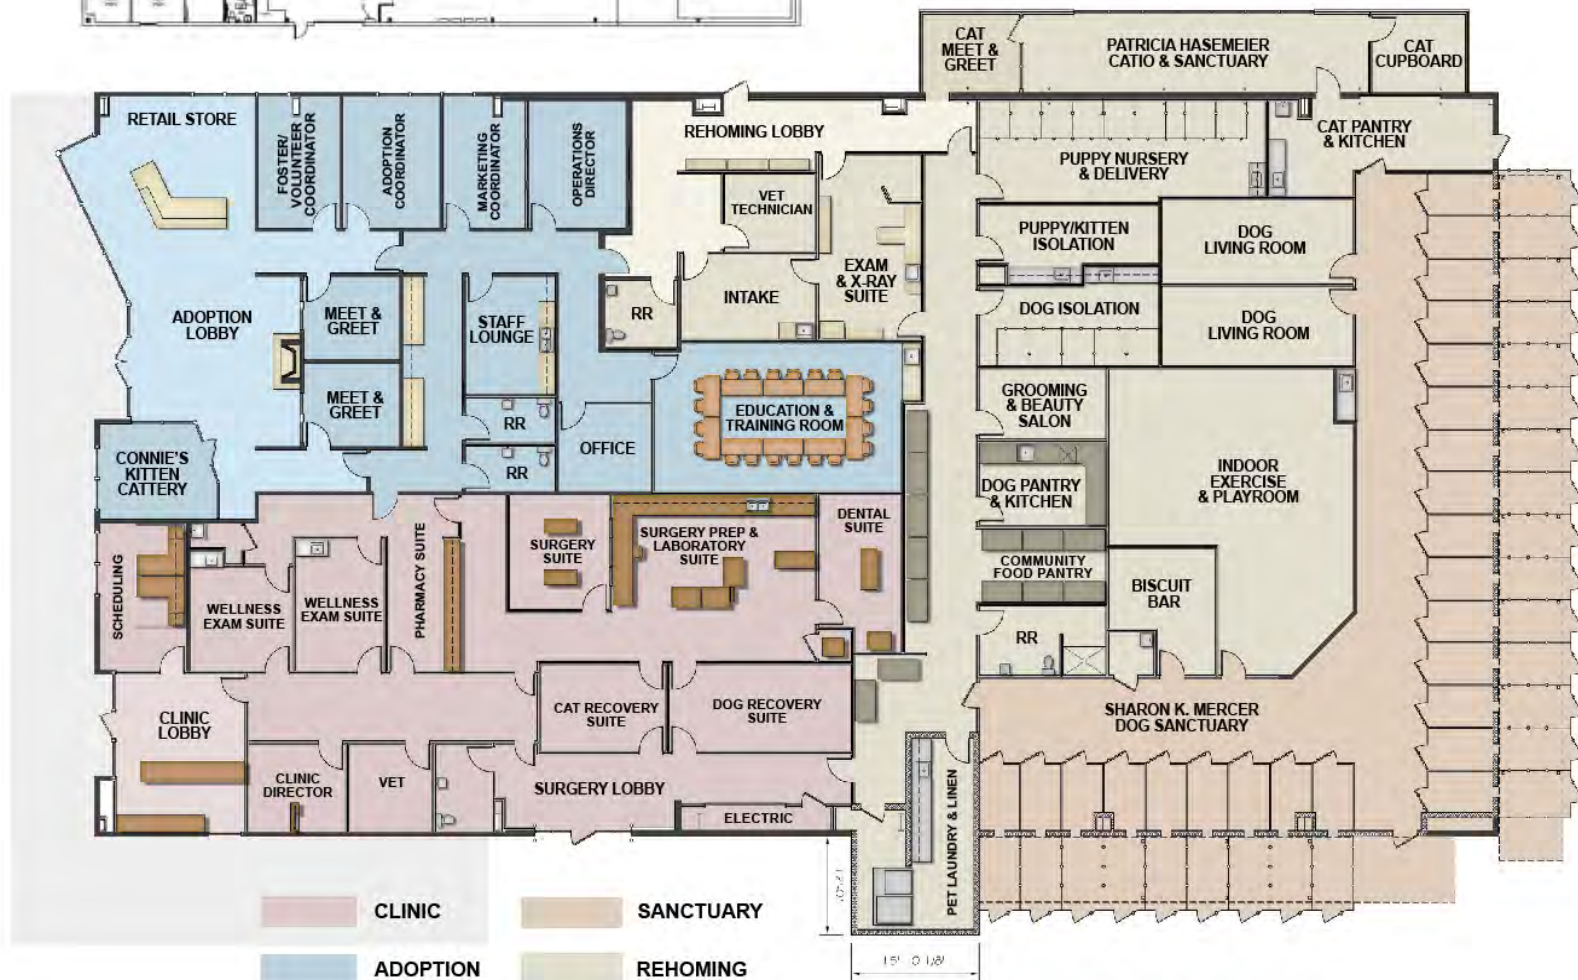 CAT
MEET &
GREET
PATRICIA HASEMEIER
CATIO & SANCTUARY
CAT
CUPBOARD
RETAIL STORE
FOSTER/
VOLUNTEER
COORDINATOR
ADOPTION
COORDINATOR
MARKETING
COORDINATOR
OPERATIONS
DIRECTOR
REHOMING LOBBY
PUPPY NURSERY
& DELIVERY
CAT PANTRY
& KITCHEN
VET
TECHNICIAN
PUPPY/KITTEN
ISOLATION
DOG
LIVING ROOM
EXAM
& X-RAY
SUITE
INTAKE
ADOPTION
LOBBY
MEET &
GREET
STAFF
LOUNGE
RR
DOG ISOLATION
DOG
LIVING ROOM
MEET &
GREET
RR
RR
OFFICE
EDUCATION &
TRAINING ROOM
GROOMING
& BEAUTY
SALON
CONNIE'S
KITTEN
CATTERY
DOG PANTRY
& KITCHEN
INDOOR
EXERCISE
& PLAYROOM
SCHEDULING
WELLNESS
EXAM SUITE
WELLNESS
EXAM SUITE
PHARMACY SUITE
SURGERY
SUITE
SURGERY PREP &
LABORATORY
SUITE
DENTAL
SUITE
COMMUNITY
FOOD PANTRY
BISCUIT
BAR
RR
CLINIC
LOBBY
CAT RECOVERY
SUITE
DOG RECOVERY
SUITE
SHARON K. MERCER
DOG SANCTUARY
CLINIC
DIRECTOR
VET
SURGERY LOBBY
ELECTRIC
PET LAUNDRY & LINEN
CLINIC
SANCTUARY
ADOPTION
REHOMING
15'-0 1/8"